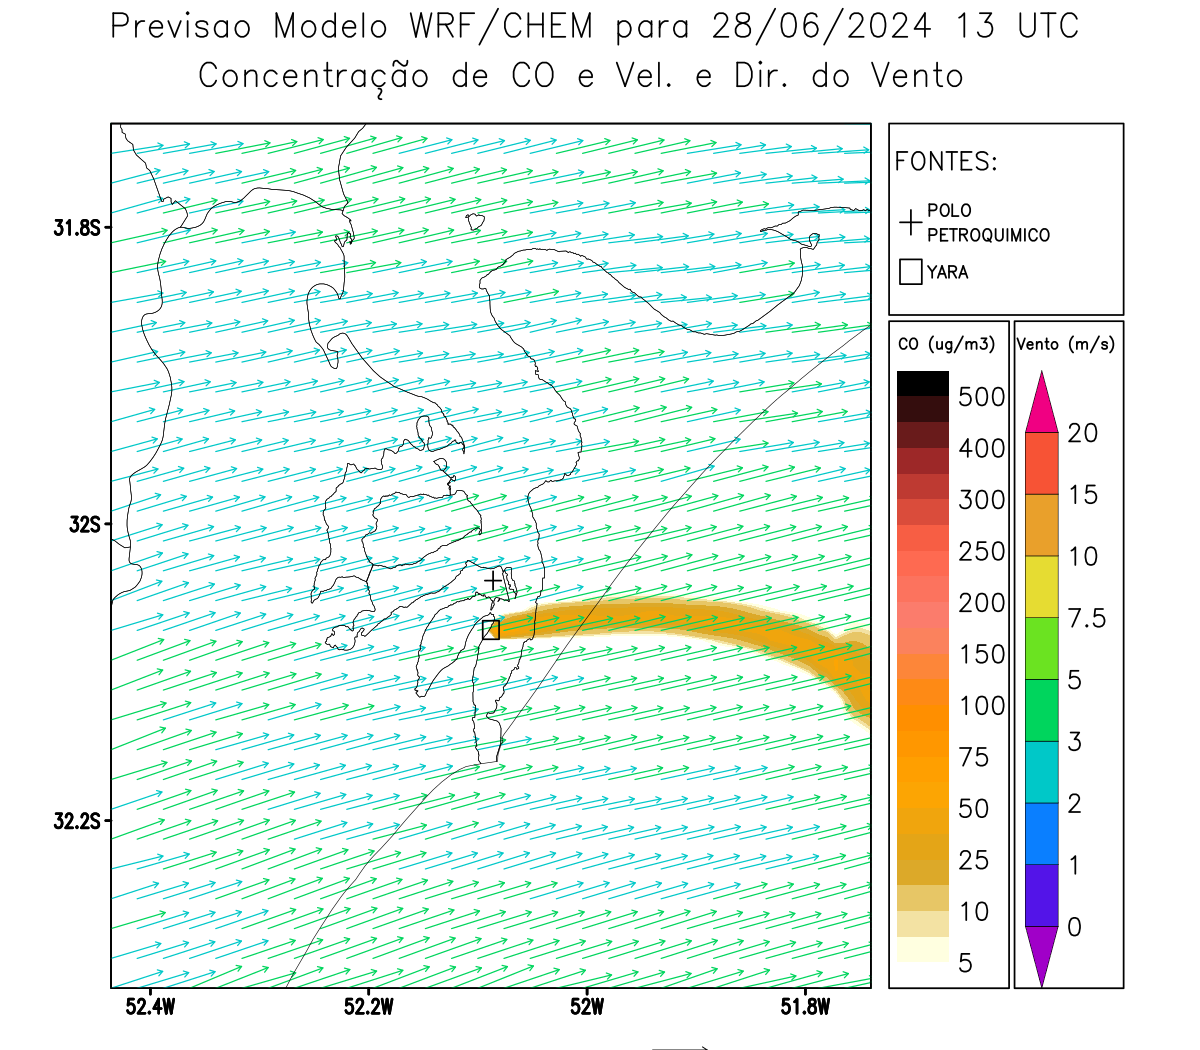 Previsao Modelo WRF/CHEM para 28/06/2024 13 UTC
Concentração de CO e Vel. e Dir. do Vento
FONTES:
POLO
PETROQUIMICO
YARA
CO (ug/m3)
500
400
300
250
200
150
100
75
50
25
10
5
Vento (m/s)
20
15
10
7.5
5
3
2
1
0
31.8S
32S
32.2S
52.4W
52.2W
52W
51.8W